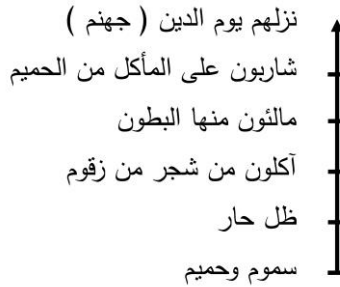 نزلهم يوم الدين ( جهنم )
شاربون على المأكل من الحميم
مالئون منها البطون
آكلون من شجر من زقوم
ظل حار
سموم وحميم